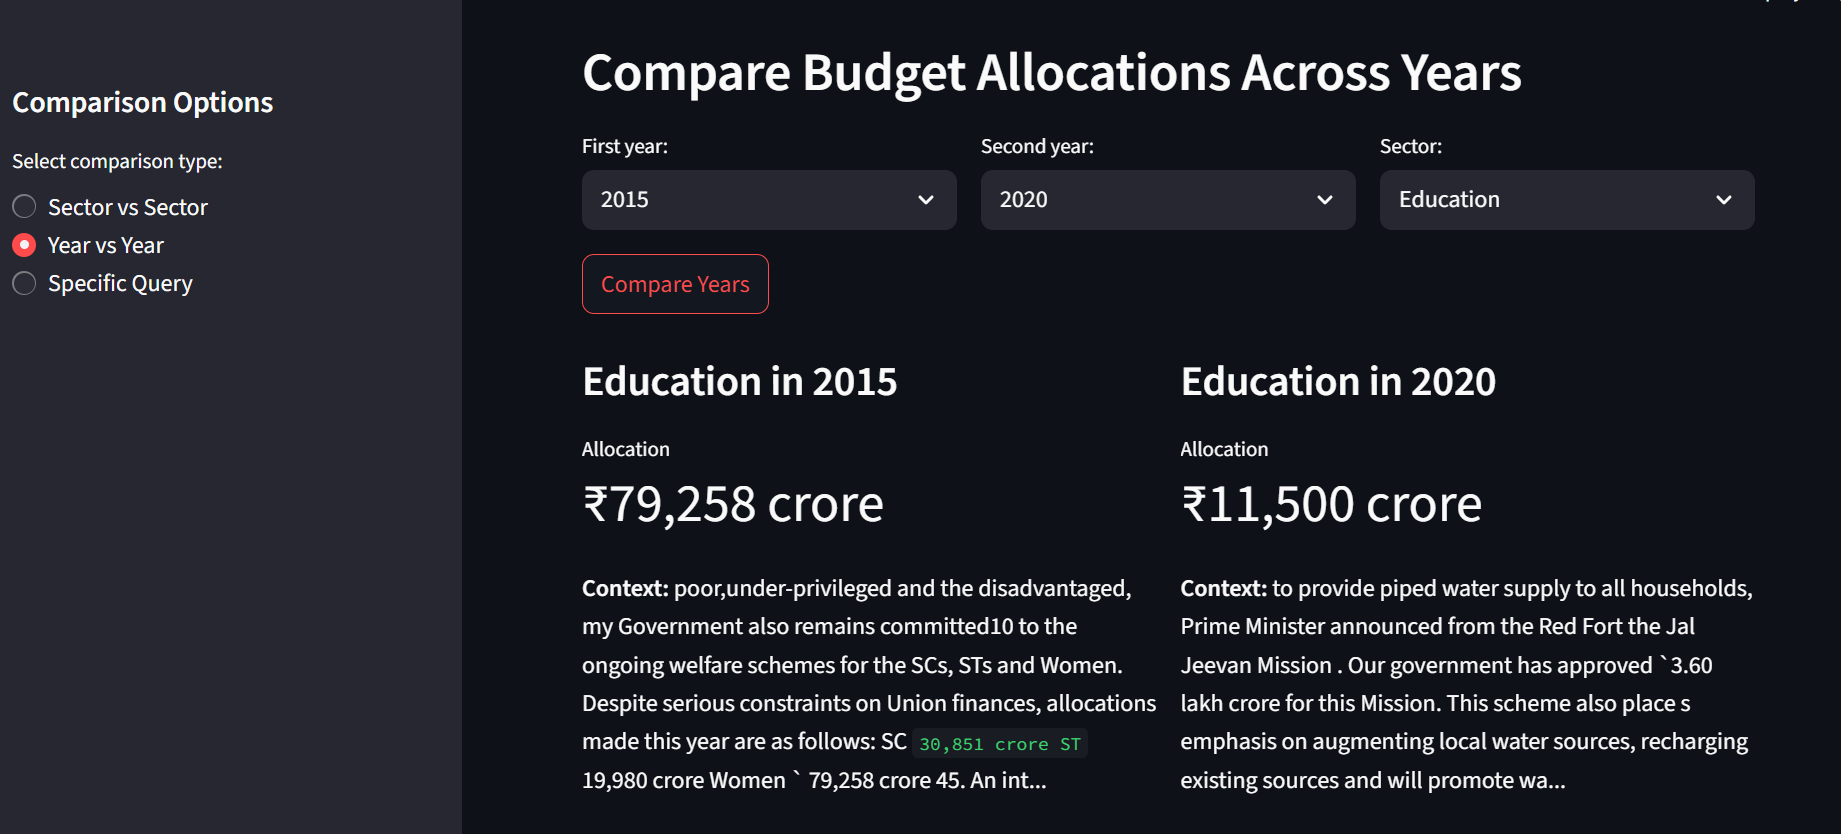 Compare Budget Allocations Across Years
Comparison Options
Select comparison type:
Sector vs Sector
Year vs Year
Specific Query
First year:
Second year:
Sector:
2015
2020
Education
Compare Years
Education in 2015
Allocation
₹79,258 crore
Context: poor,under-privileged and the disadvantaged,
my Government also remains committed10 to the
ongoing welfare schemes for the SCs, STs and Women.
Despite serious constraints on Union finances, allocations
made this year are as follows: SC 30,851 crore ST
19,980 crore Women ` 79,258 crore 45. An int...
Education in 2020
Allocation
₹11,500 crore
Context: to provide piped water supply to all households,
Prime Minister announced from the Red Fort the Jal
Jeevan Mission . Our government has approved `3.60
lakh crore for this Mission. This scheme also place s
emphasis on augmenting local water sources, recharging
existing sources and will promote wa...